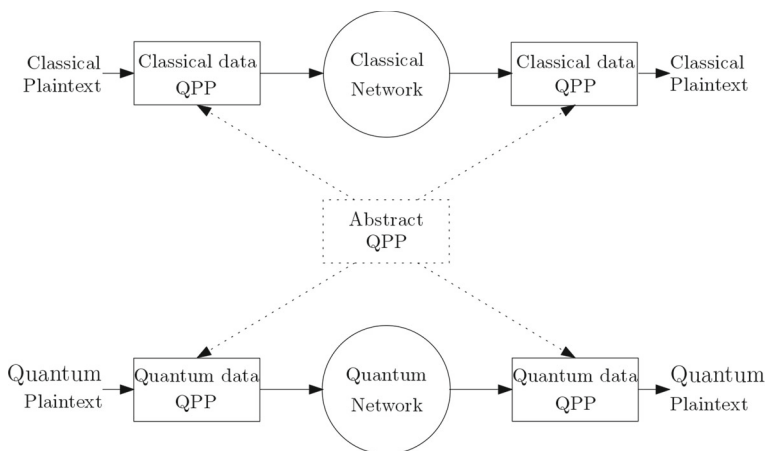 Classical
Plaintext
Classical data
QPP
Classical
Network
Classical data
QPP
Classical
Plaintext
Abstract
QPP
Quantum
Plaintext
Quantum data
QPP
Quantum
Network
Quantum data
QPP
Quantum
Plaintext